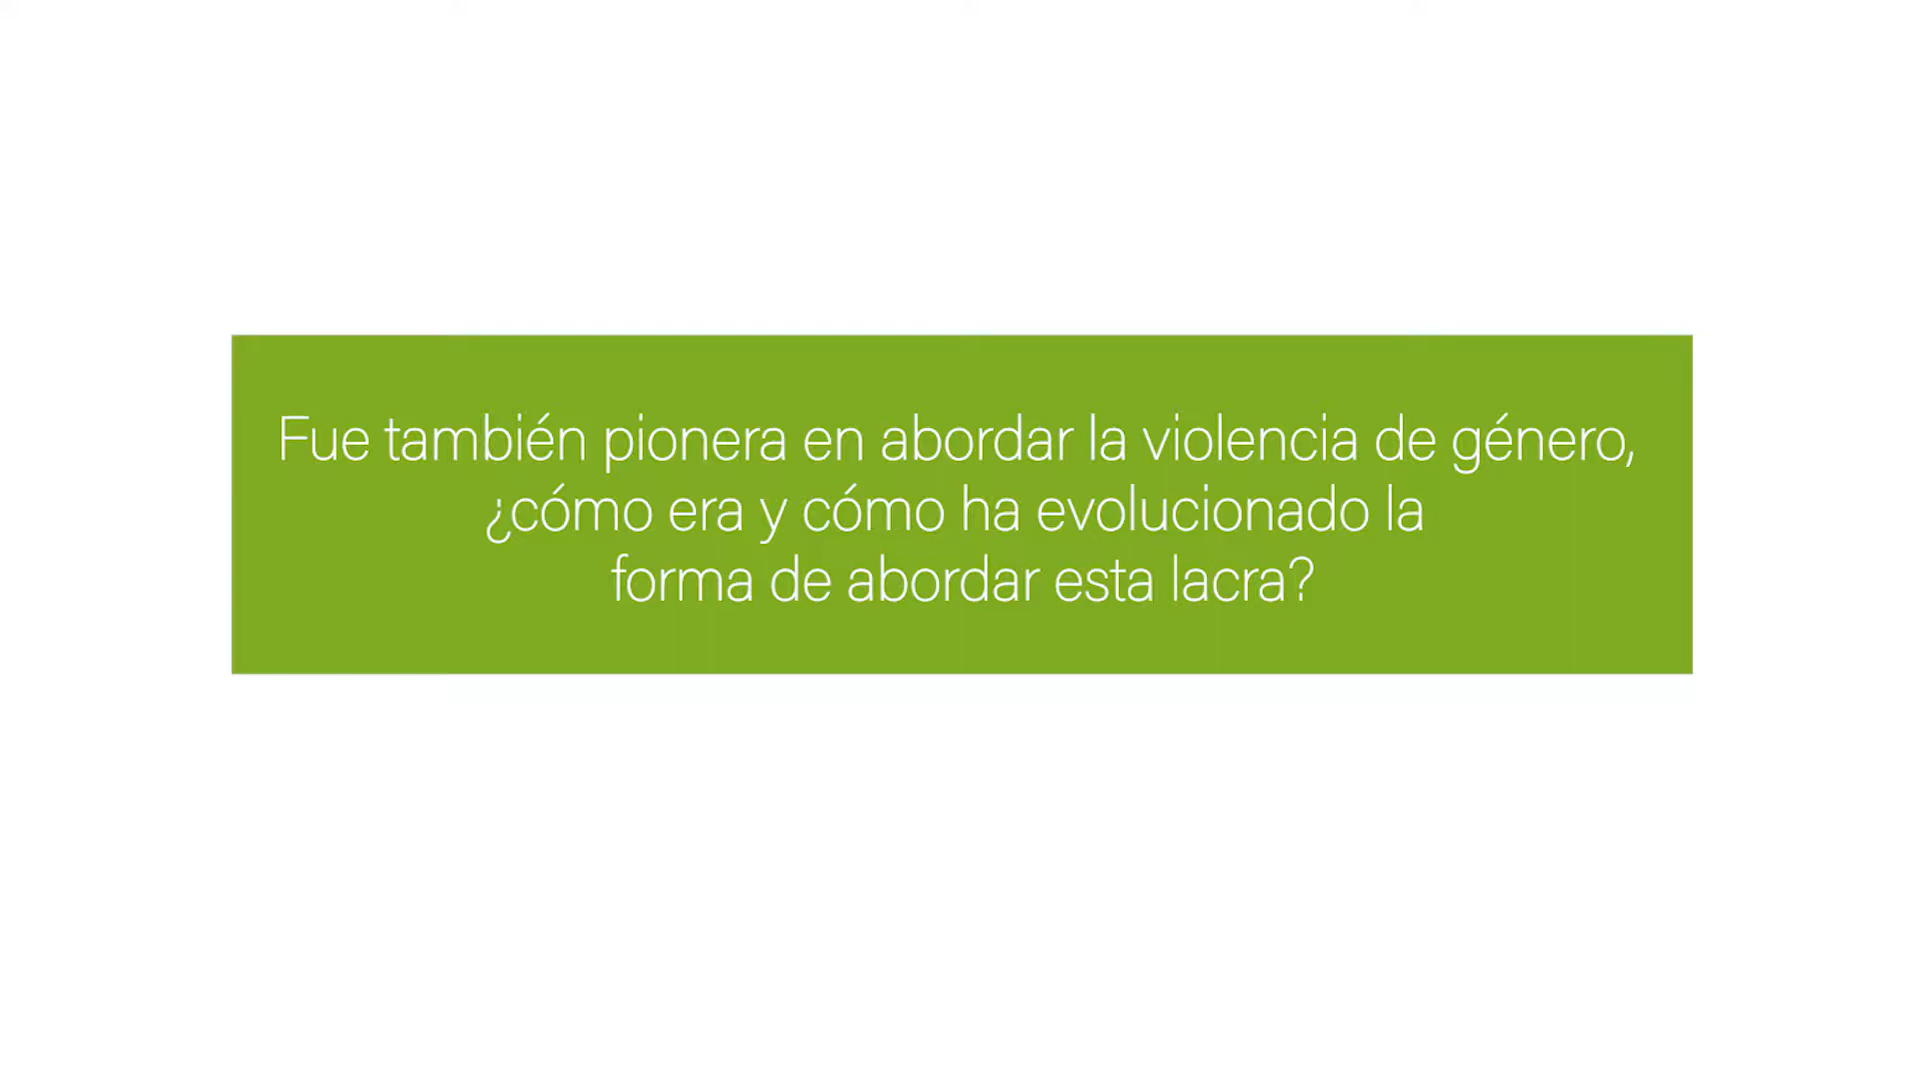 Fue también pionera en abordar la violencia de género,
¿cómo era y cómo ha evolucionado la
forma de abordar esta lacra?